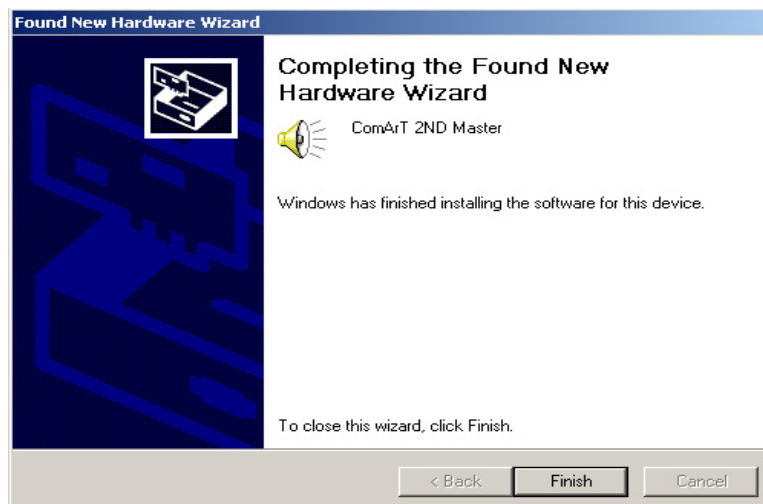 Found New Hardware Wizard
Completing the Found New
Hardware Wizard
ComArT 2ND Master
Windows has finished installing the software for this device.
To close this wizard, click Finish.
< Back Finish Cancel